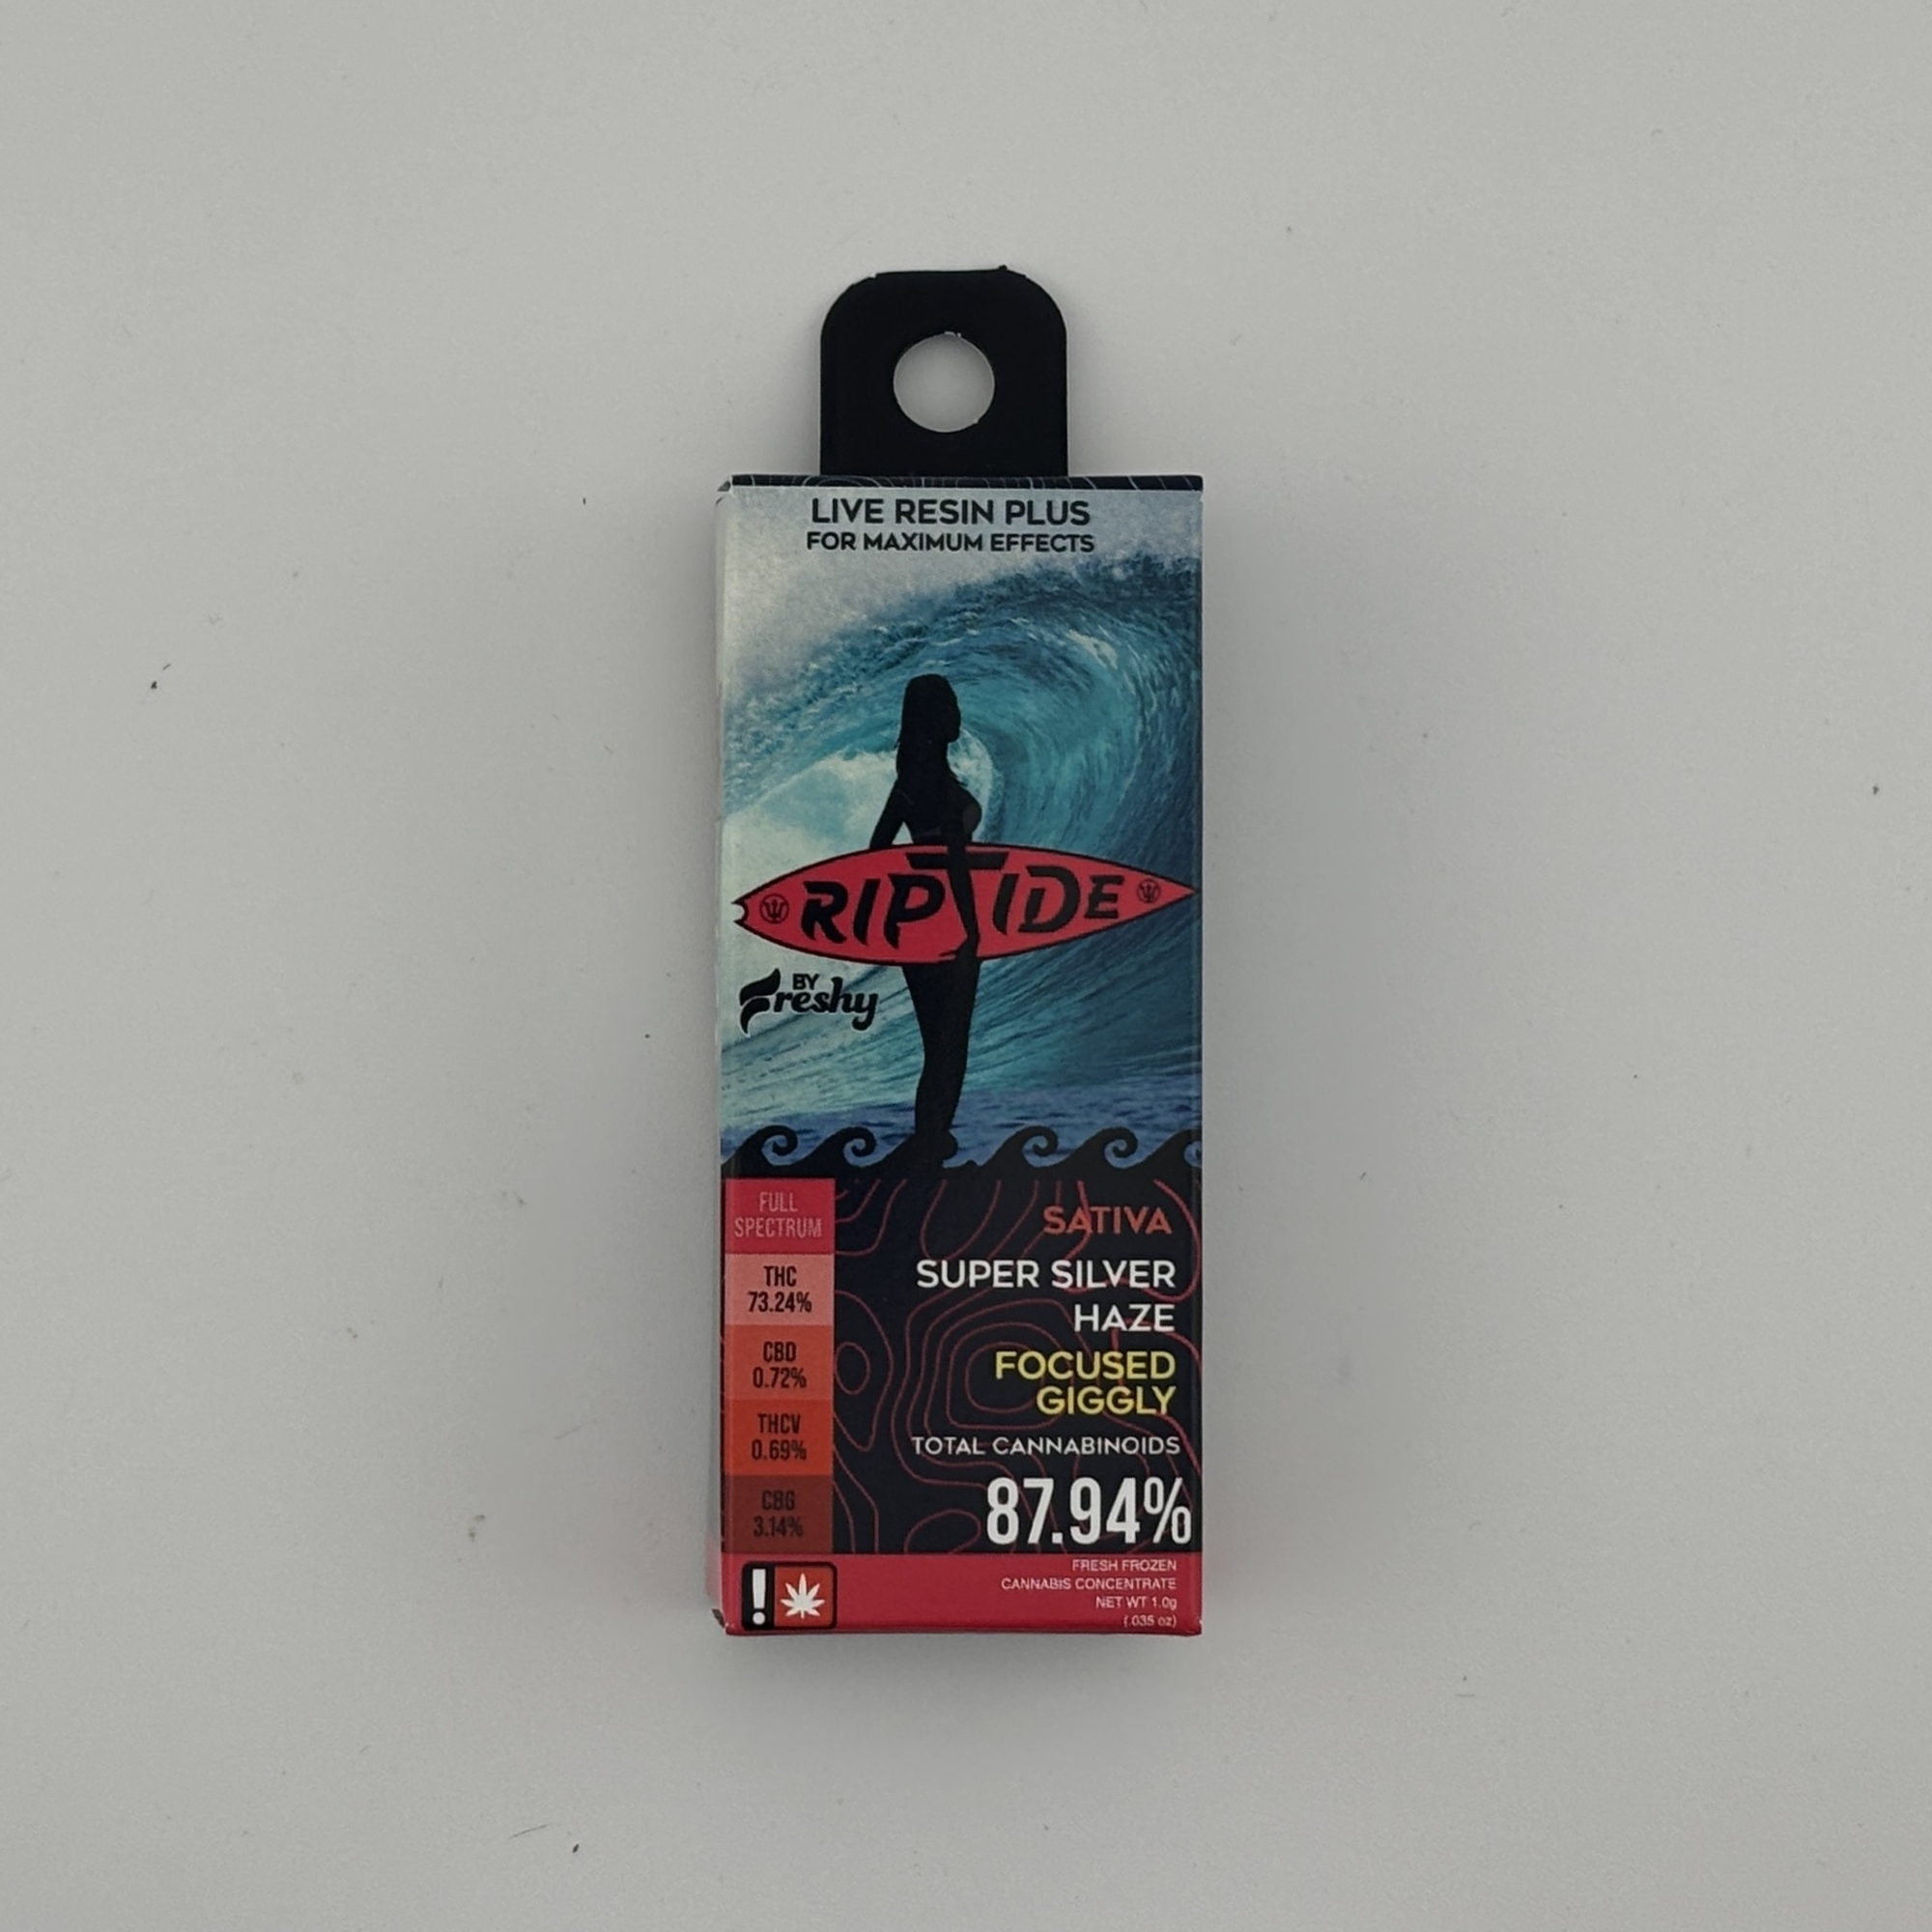 LIVE RESIN PLUS
FOR MAXIMUM EFFECTS
RIPTIDE
BY
Freshy
FULL
SPECTRUM
THC
73.24%
CBD
0.72%
THCV
0.69%
CBG
3.14%
SATIVA
SUPER SILVER
HAZE
FOCUSED
GIGGLY
TOTAL CANNABINOIDS
87.94%
!
FRESH FROZEN
CANNABIS CONCENTRATE
NET WT 1.0g
(.035 oz)